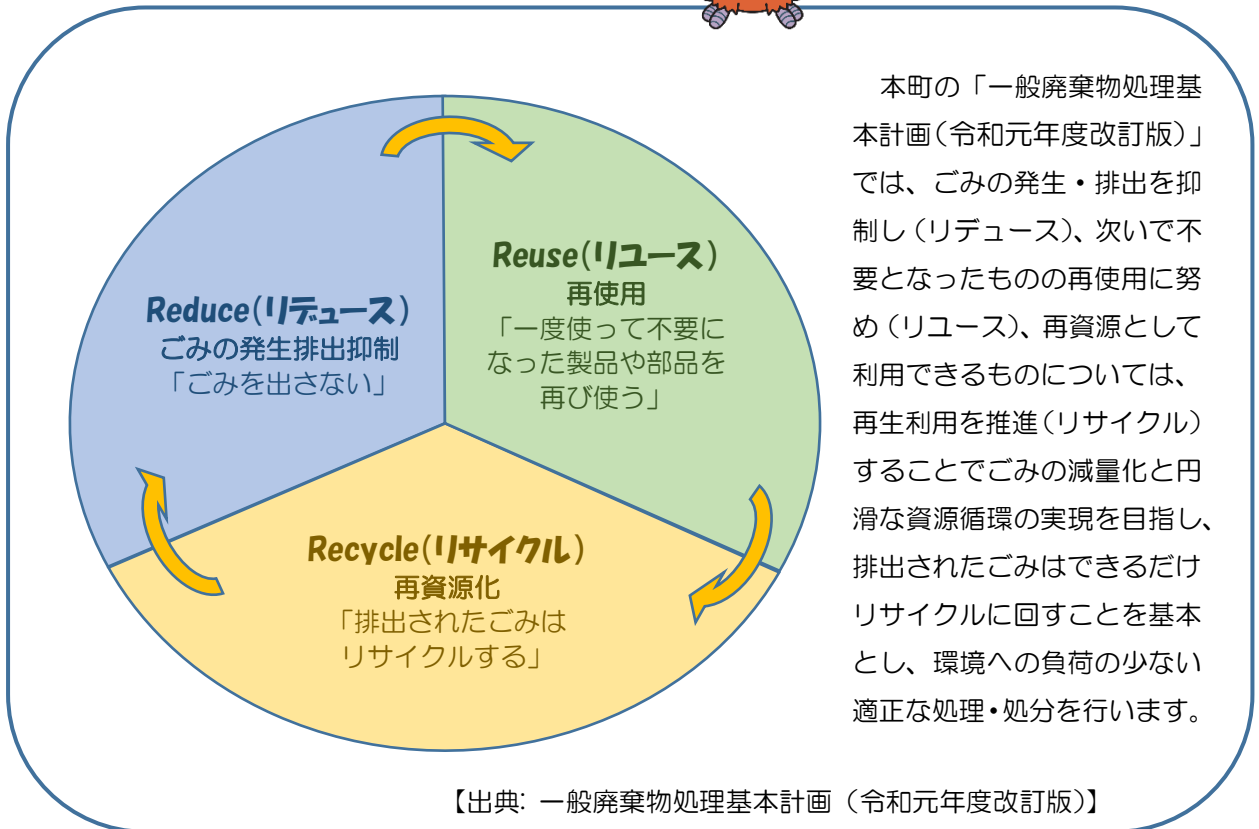 Reduce(リデュース)
ごみの発生排出抑制
「ごみを出さない」
Reuse(リユース)
再使用
「一度使って不要に
なった製品や部品を
再び使う」
Recycle(リサイクル)
再資源化
「排出されたごみは
リサイクルする」
本町の「一般廃棄物処理基
本計画(令和元年度改訂版)」
では、ごみの発生・排出を抑
制し(リデュース)、次いで不
要となったものの再使用に努
め(リユース)、再資源として
利用できるものについては、
再生利用を推進(リサイクル)
することでごみの減量化と円
滑な資源循環の実現を目指し、
排出されたごみはできるだけ
リサイクルに回すことを基本
とし、環境への負荷の少ない
適正な処理・処分を行います。
【出典: 一般廃棄物処理基本計画(令和元年度改訂版)】